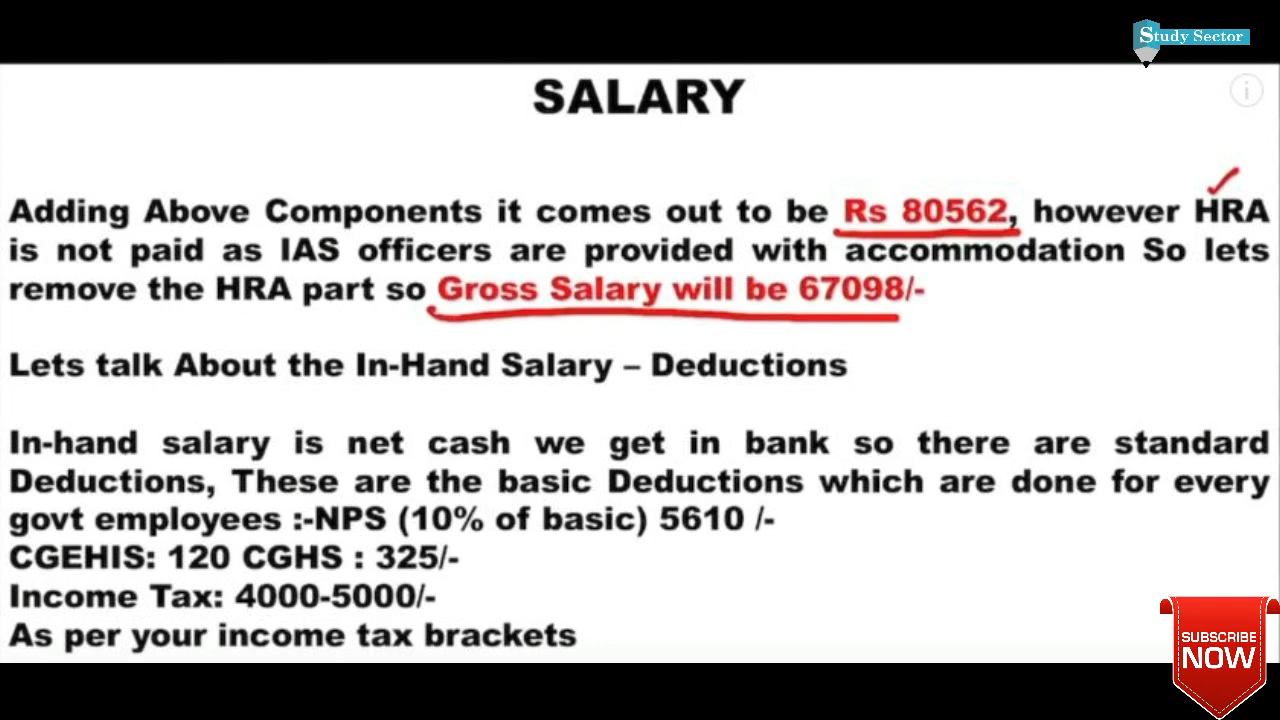 Study Sector
SALARY
Adding Above Components it comes out to be Rs 80562, however HRA
is not paid as IAS officers are provided with accommodation So lets
remove the HRA part so Gross Salary will be 67098/-
Lets talk About the In-Hand Salary – Deductions
In-hand salary is net cash we get in bank so there are standard
Deductions, These are the basic Deductions which are done for every
govt employees :-NPS (10% of basic) 5610 /-
CGEHIS: 120 CGHS : 325/-
Income Tax: 4000-5000/-
As per your income tax brackets
SUBSCRIBE
NOW